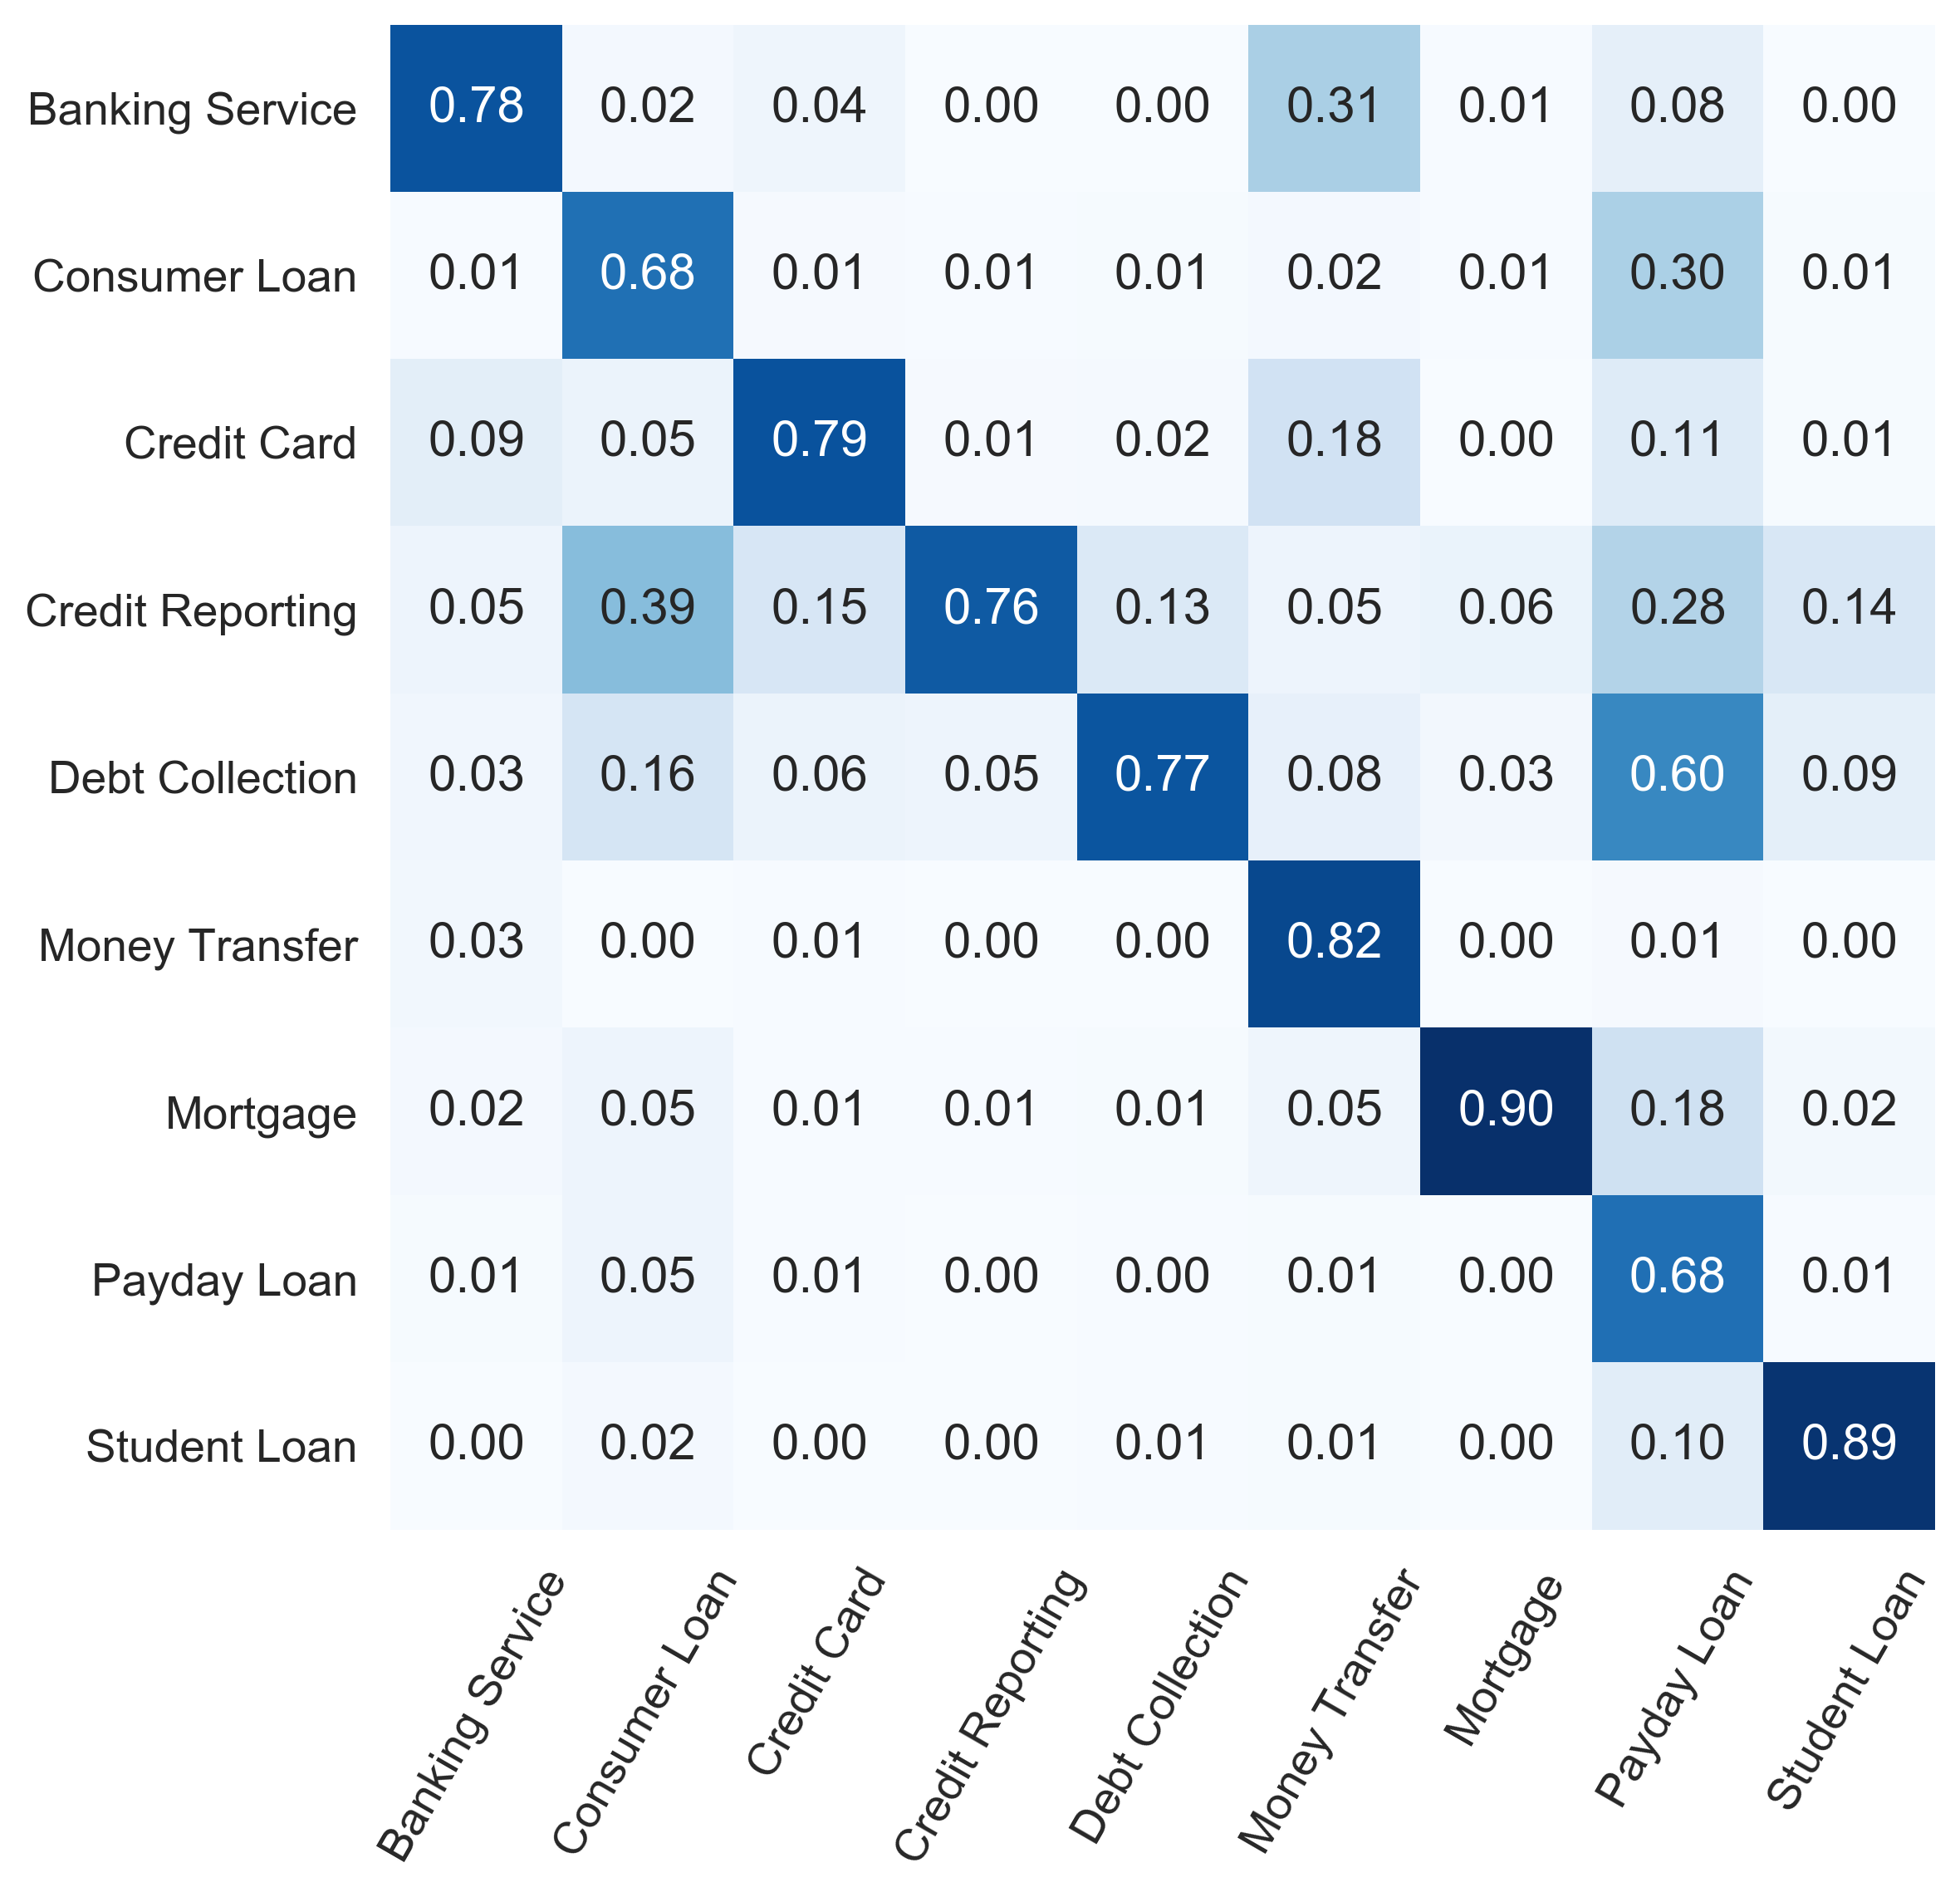 Banking Service 0.78 0.02 0.04 0.00 0.00 0.31 0.01 0.08 0.00
Consumer Loan 0.01 0.68 0.01 0.01 0.01 0.02 0.01 0.30 0.01
Credit Card 0.09 0.05 0.79 0.01 0.02 0.18 0.00 0.11 0.01
Credit Reporting 0.05 0.39 0.15 0.76 0.13 0.05 0.06 0.28 0.14
Debt Collection 0.03 0.16 0.06 0.05 0.77 0.08 0.03 0.60 0.09
Money Transfer 0.03 0.00 0.01 0.00 0.00 0.82 0.00 0.01 0.00
Mortgage 0.02 0.05 0.01 0.01 0.01 0.05 0.90 0.18 0.02
Payday Loan 0.01 0.05 0.01 0.00 0.00 0.01 0.00 0.68 0.01
Student Loan 0.00 0.02 0.00 0.00 0.01 0.01 0.00 0.10 0.89
Banking Service
Consumer Loan
Credit Card
Credit Reporting
Debt Collection
Money Transfer
Mortgage
Payday Loan
Student Loan